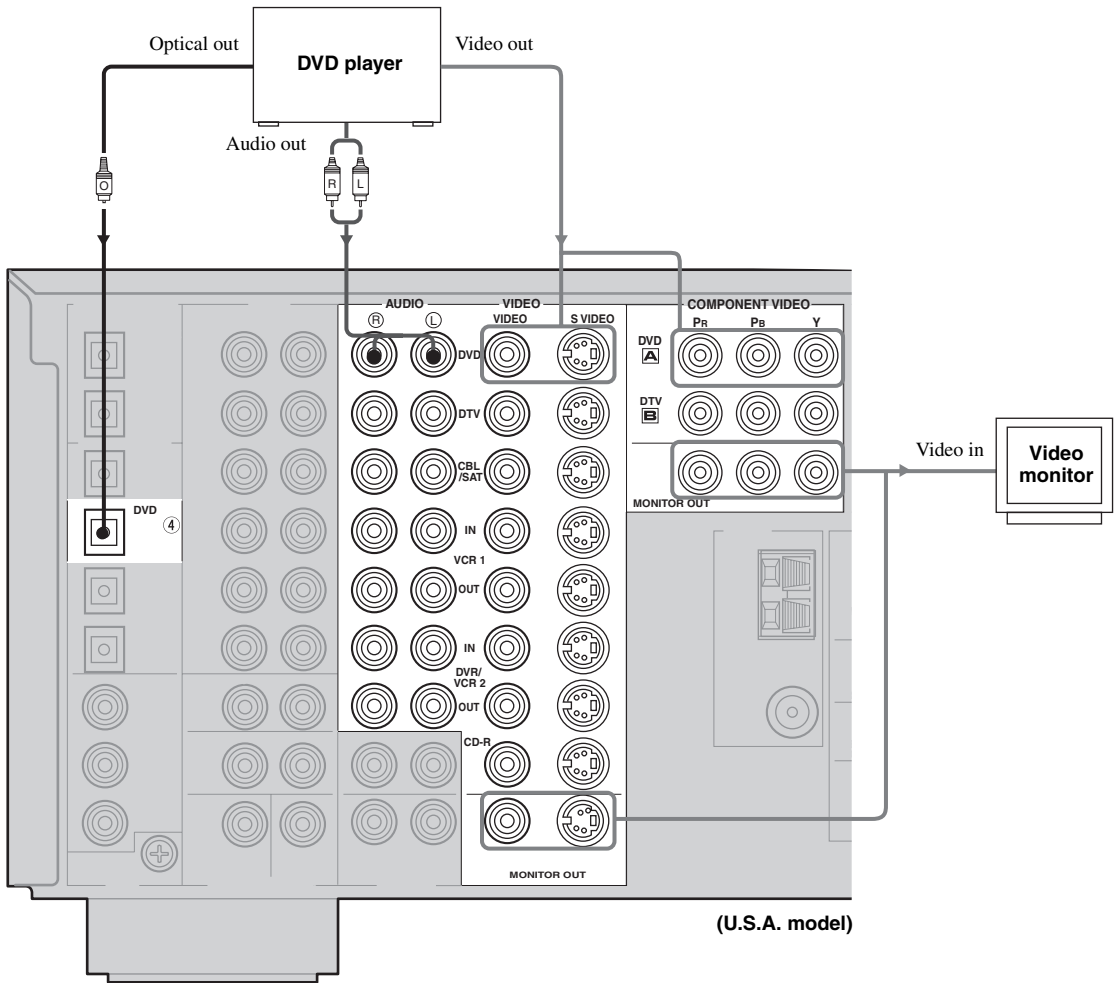 Optical out
DVD player
Video out
Audio out
O
R L
AUDIO
R L
VIDEO
VIDEO S VIDEO
COMPONENT VIDEO
PR PB Y
DVD
DVD
A
DTV
DTV
B
CBL
/SAT
MONITOR OUT
Video in
Video
monitor
DVD 4
IN
VCR 1
OUT
IN
DVR/
VCR 2
OUT
CD-R
MONITOR OUT
(U.S.A. model)